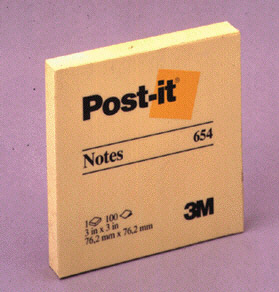 Post-it®
Notes 654
1 100
3 in x 3 in
76,2 mm x 76,2 mm
3M